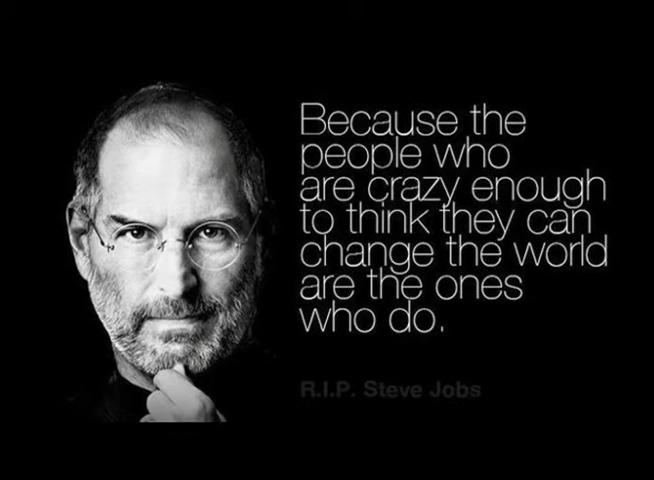 Because the
people who
are crazy enough
to think they can
change the world
are the ones
who do.
R.I.P. Steve Jobs